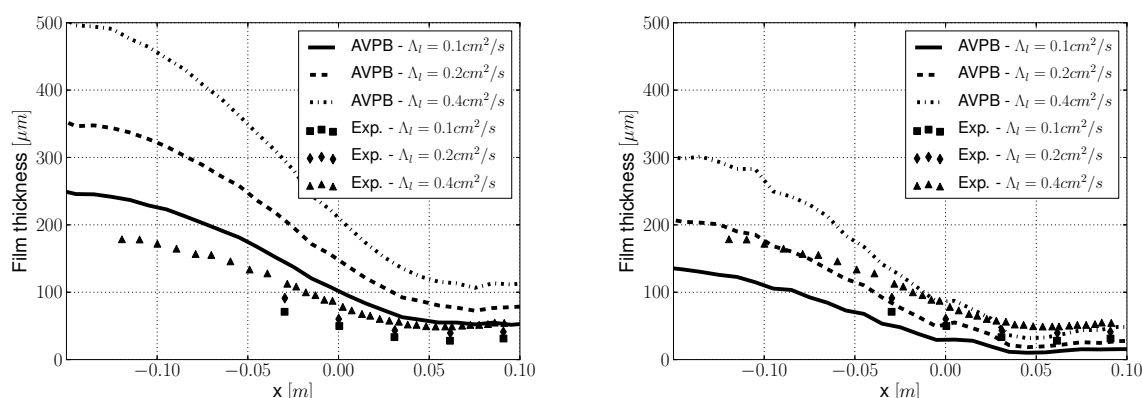 500
400
300
200
100
0
Film thickness [μm]
−0.10
−0.05
0.00
0.05
0.10
x [m]
AVPB - Λ_l = 0.1cm²/s
AVPB - Λ_l = 0.2cm²/s
AVPB - Λ_l = 0.4cm²/s
Exp. - Λ_l = 0.1cm²/s
Exp. - Λ_l = 0.2cm²/s
Exp. - Λ_l = 0.4cm²/s
500
400
300
200
100
0
Film thickness [μm]
−0.10
−0.05
0.00
0.05
0.10
x [m]
AVPB - Λ_l = 0.1cm²/s
AVPB - Λ_l = 0.2cm²/s
AVPB - Λ_l = 0.4cm²/s
Exp. - Λ_l = 0.1cm²/s
Exp. - Λ_l = 0.2cm²/s
Exp. - Λ_l = 0.4cm²/s